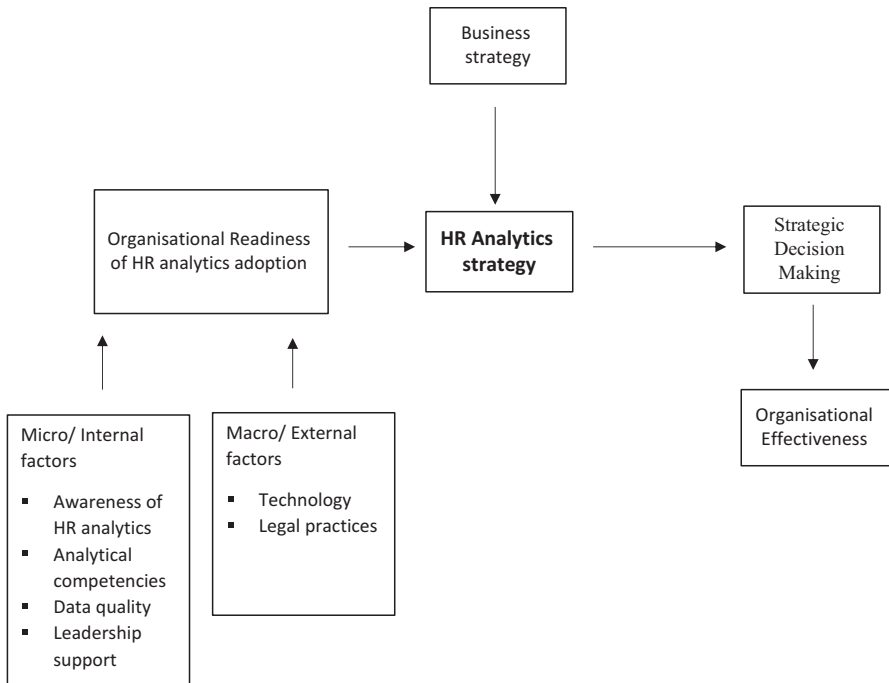 Business
strategy
Organisational Readiness
of HR analytics adoption
HR Analytics
strategy
Strategic
Decision
Making
Organisational
Effectiveness
Micro/ Internal
factors
▪ Awareness of
HR analytics
▪ Analytical
competencies
▪ Data quality
▪ Leadership
support
Macro/ External
factors
▪ Technology
▪ Legal practices